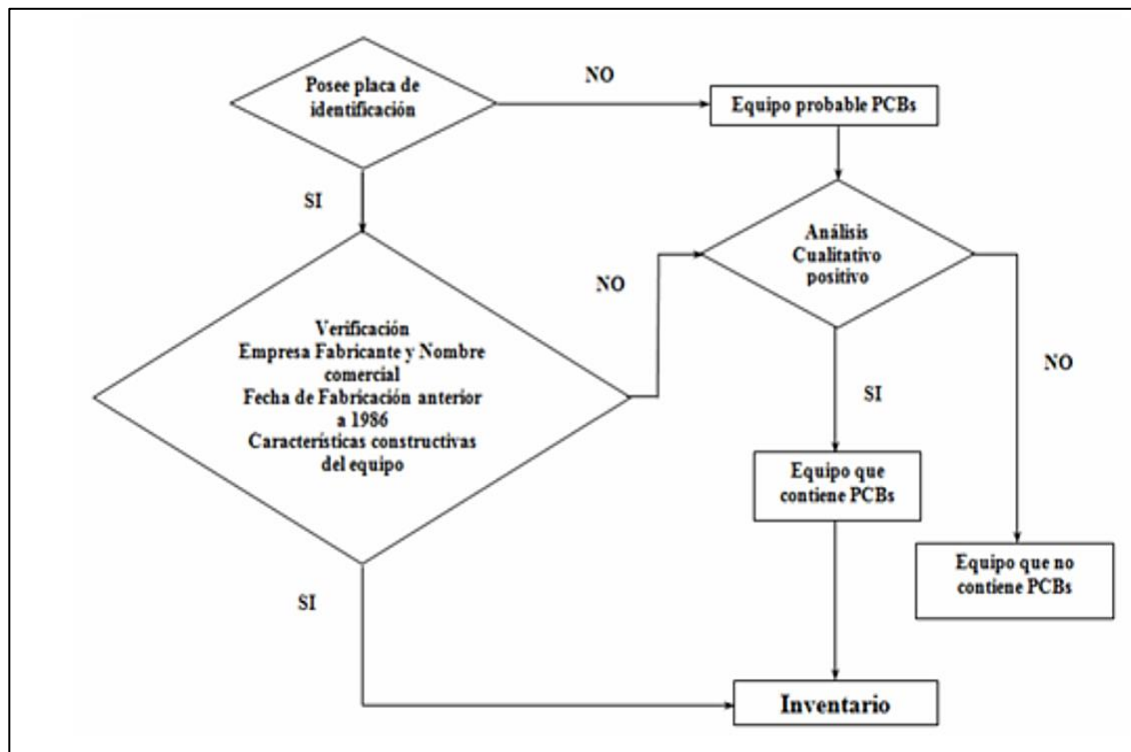 Posee placa de
identificación
NO
Equipo probable PCBs
SI
Análisis
Cualitativo
positivo
NO
Verificación
Empresa Fabricante y Nombre
comercial
Fecha de Fabricación anterior
a 1986
Características constructivas
del equipo
SI
NO
Equipo que
contiene PCBs
Equipo que no
contiene PCBs
SI
Inventario